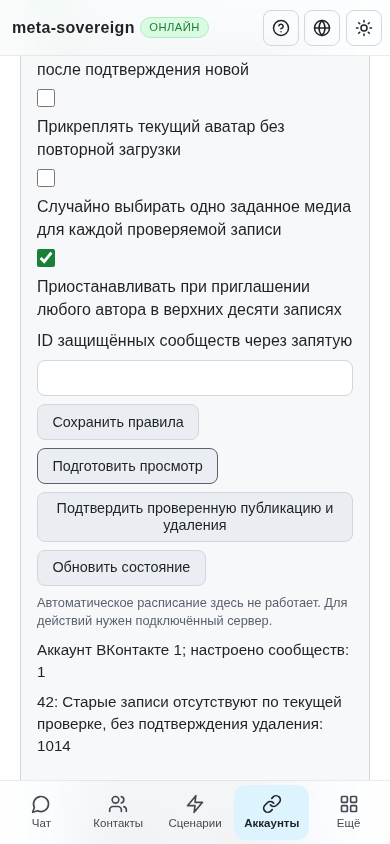 meta-sovereign ОНЛАЙН
после подтверждения новой
Прикреплять текущий аватар без
повторной загрузки
Случайно выбирать одно заданное медиа
для каждой проверяемой записи
Приостанавливать при приглашении
любого автора в верхних десяти записях
ID защищённых сообществ через запятую
Сохранить правила
Подготовить просмотр
Подтвердить проверенную публикацию и
удаления
Обновить состояние
Автоматическое расписание здесь не работает. Для
действий нужен подключённый сервер.
Аккаунт ВКонтакте 1; настроено сообществ:
1
42: Старые записи отсутствуют по текущей
проверке, без подтверждения удаления:
1014
Чат Контакты Сценарии Аккаунты Ещё